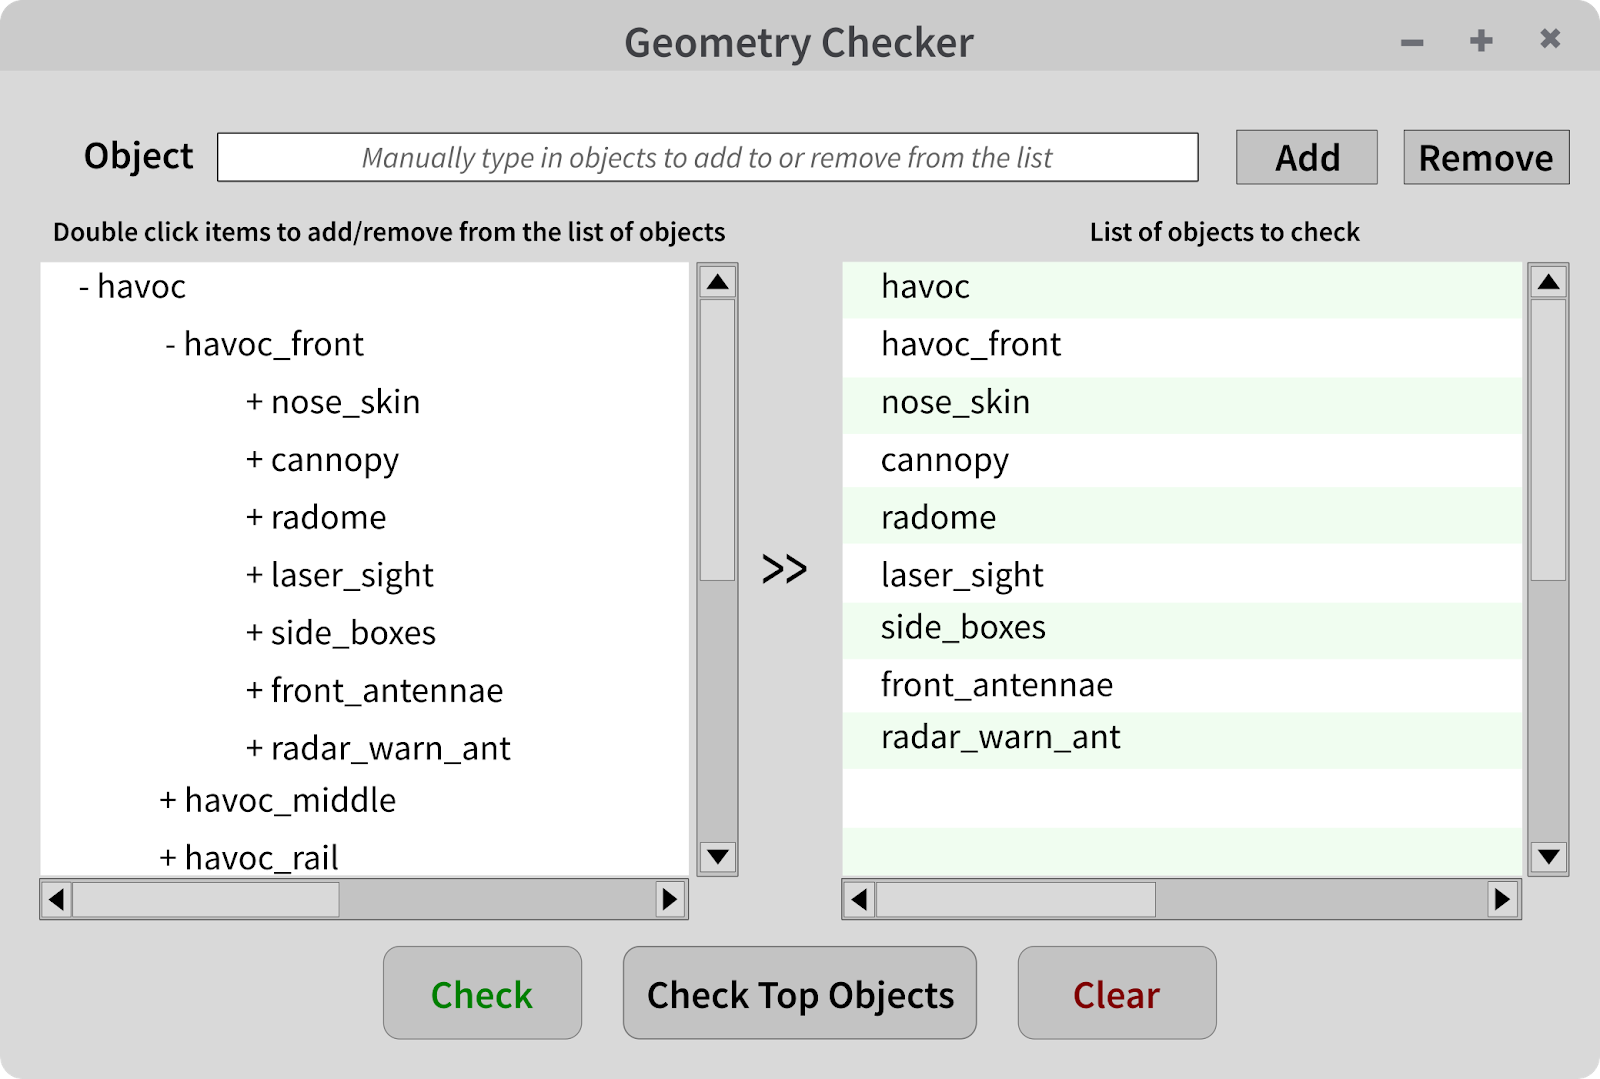 Geometry Checker
Object
Manually type in objects to add to or remove from the list
Add
Remove
Double click items to add/remove from the list of objects
- havoc
- havoc_front
+ nose_skin
+ cannopy
+ radome
+ laser_sight
+ side_boxes
+ front_antennae
+ radar_warn_ant
+ havoc_middle
+ havoc_rail
>>
List of objects to check
havoc
havoc_front
nose_skin
cannopy
radome
laser_sight
side_boxes
front_antennae
radar_warn_ant
Check
Check Top Objects
Clear